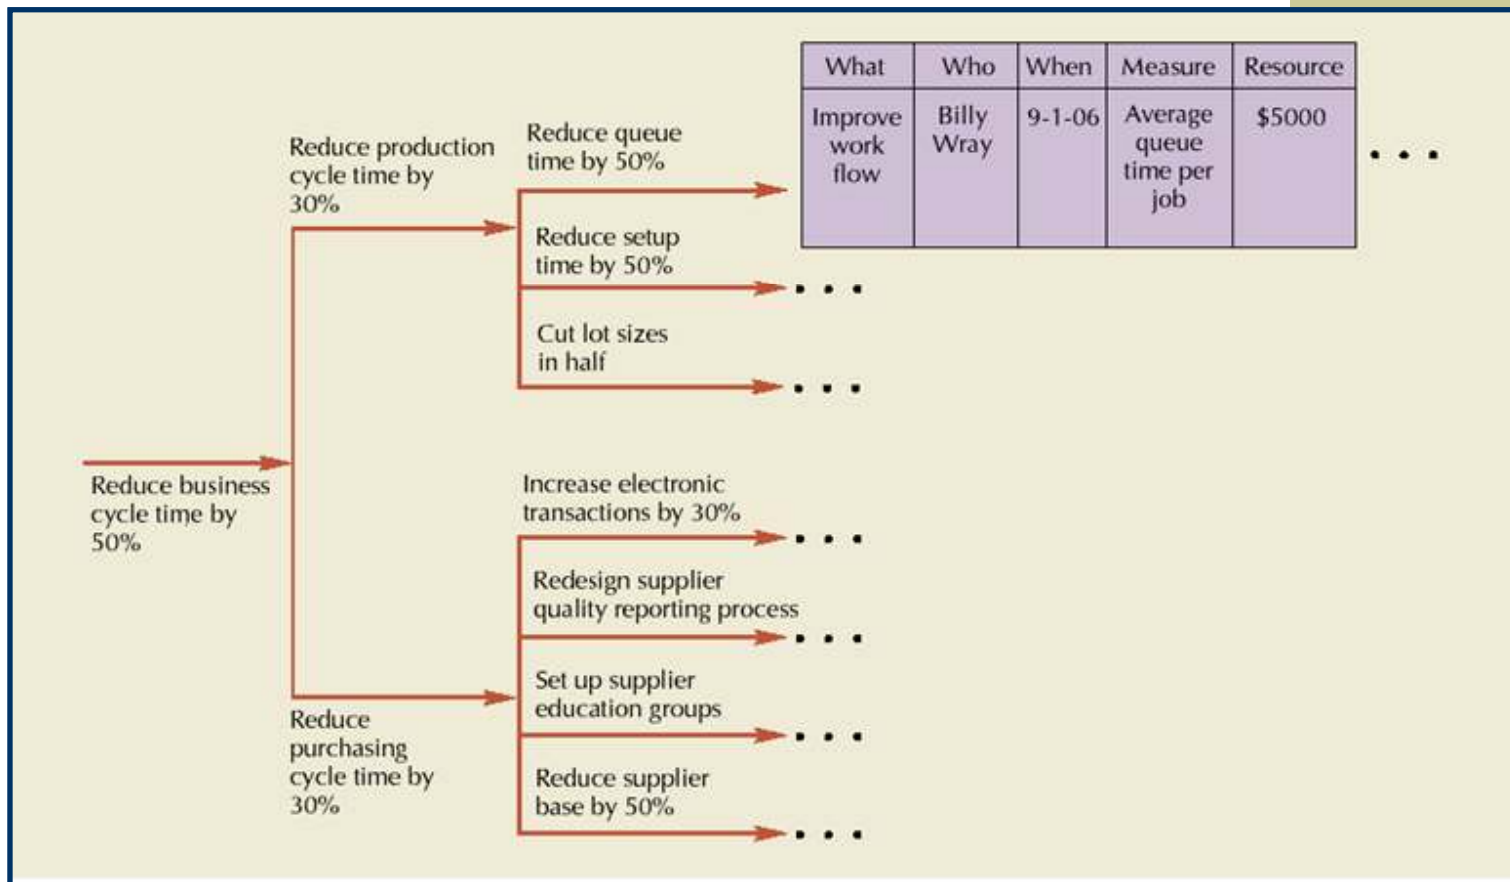 What Who When Measure Resource
Improve
work
flow
Billy
Wray
9-1-06
Average
queue
time per
job
$5000
. . .
Reduce production
cycle time by
30%
Reduce queue
time by 50%
Reduce setup
time by 50%
. . .
Cut lot sizes
in half
. . .
Reduce business
cycle time by
50%
Increase electronic
transactions by 30%
. . .
Redesign supplier
quality reporting process
. . .
Set up supplier
education groups
. . .
Reduce
purchasing
cycle time by
30%
Reduce supplier
base by 50%
. . .